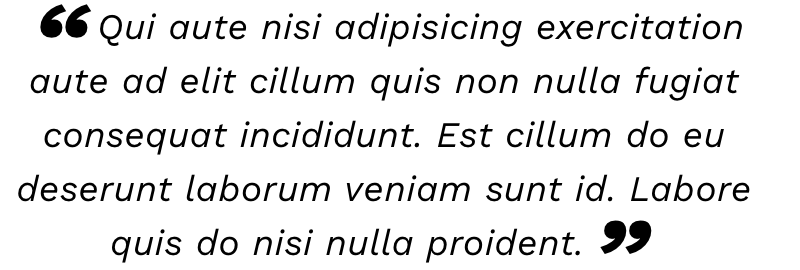 “Qui aute nisi adipisicing exercitation
aute ad elit cillum quis non nulla fugiat
consequat incididunt. Est cillum do eu
deserunt laborum veniam sunt id. Labore
quis do nisi nulla proident. ”